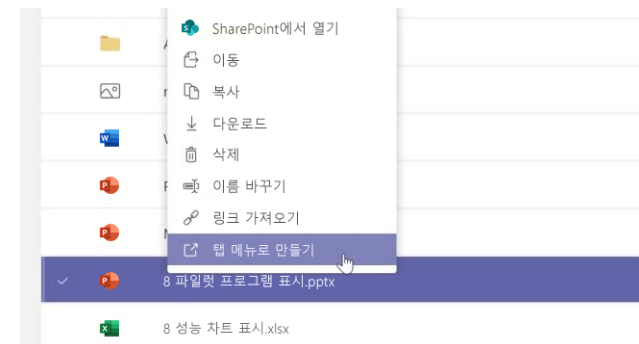 SharePoint에서 열기
이동
복사
다운로드
삭제
이름 바꾸기
링크 가져오기
탭 메뉴로 만들기
8 파일럿 프로그램 표시.pptx
8 성능 차트 표시.xlsx